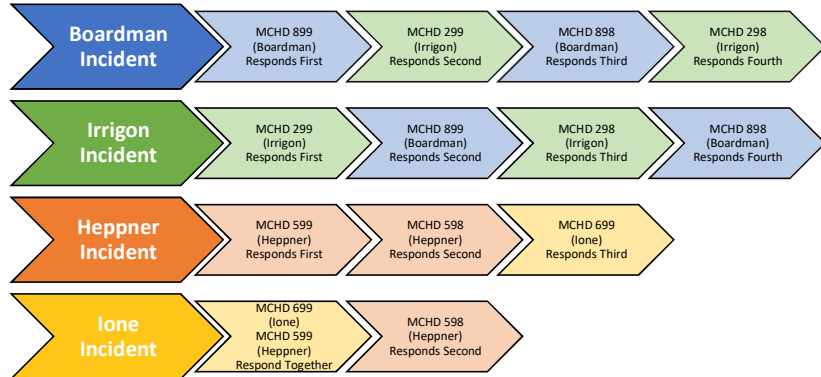 Boardman
Incident
MCHD 899
(Boardman)
Responds First
MCHD 299
(Irrigon)
Responds Second
MCHD 898
(Boardman)
Responds Third
MCHD 298
(Irrigon)
Responds Fourth
Irrigon
Incident
MCHD 299
(Irrigon)
Responds First
MCHD 899
(Boardman)
Responds Second
MCHD 298
(Irrigon)
Responds Third
MCHD 898
(Boardman)
Responds Fourth
Heppner
Incident
MCHD 599
(Heppner)
Responds First
MCHD 598
(Heppner)
Responds Second
MCHD 699
(Ione)
Responds Third
Ione
Incident
MCHD 699
(Ione)
MCHD 599
(Heppner)
Respond Together
MCHD 598
(Heppner)
Responds Second